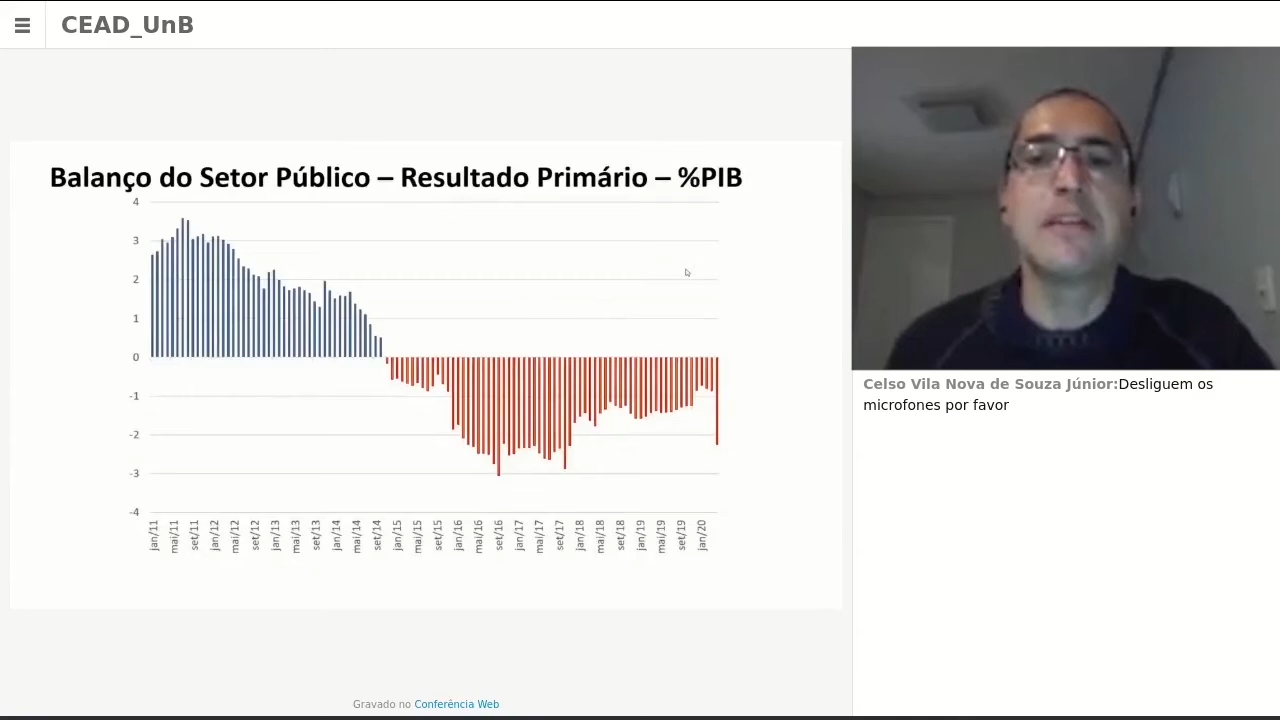 CEAD_UnB
Balanço do Setor Público – Resultado Primário – %PIB
4
3
2
1
0
-1
-2
-3
-4
jan/11
mai/11
set/11
jan/12
mai/12
set/12
jan/13
mai/13
set/13
jan/14
mai/14
set/14
jan/15
mai/15
set/15
jan/16
mai/16
set/16
jan/17
mai/17
set/17
jan/18
mai/18
set/18
jan/19
mai/19
set/19
jan/20
Celso Vila Nova de Souza Júnior:Desliguem os
microfones por favor
Gravado no Conferência Web